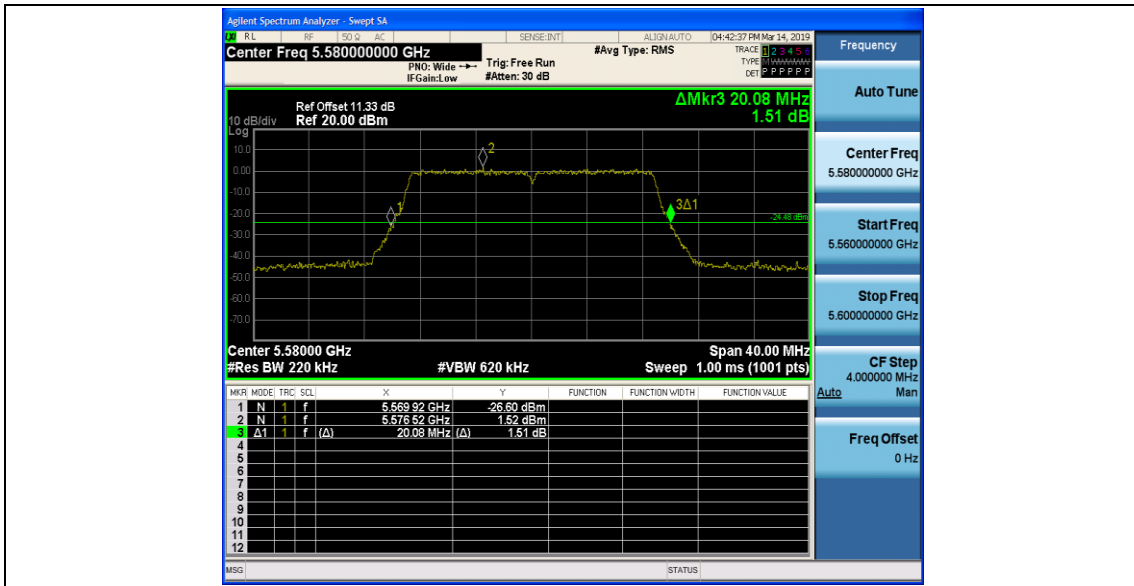 Agilent Spectrum Analyzer - Swept SA
LXI RL RF 50 Ω AC SENSE:INT ALIGN AUTO 04:42:37 PM Mar 14, 2019
Center Freq 5.580000000 GHz #Avg Type: RMS TRACE 1 2 3 4 5 6
PNO: Wide Trig: Free Run TYPE M WWWWW
IFGain:Low #Atten: 30 dB DET P P P P P P
ΔMkr3 20.08 MHz
1.51 dB
Ref Offset 11.33 dB
10 dB/div Ref 20.00 dBm
Log
10.0
0.00
-10.0
-20.0
-30.0
-40.0
-50.0
-60.0
-70.0
1
2
3Δ1
-24.48 dBm
Center 5.58000 GHz Span 40.00 MHz
#Res BW 220 kHz #VBW 620 kHz Sweep 1.00 ms (1001 pts)
MKR MODE TRC SCL X Y FUNCTION FUNCTION WIDTH FUNCTION VALUE
1 N 1 f 5.569 92 GHz -26.60 dBm
2 N 1 f 5.576 52 GHz 1.52 dBm
3 Δ1 1 f (Δ) 20.08 MHz (Δ) 1.51 dB
4
5
6
7
8
9
10
11
12
MSG STATUS
Frequency
Auto Tune
Center Freq
5.580000000 GHz
Start Freq
5.560000000 GHz
Stop Freq
5.600000000 GHz
CF Step
4.000000 MHz
Auto Man
Freq Offset
0 Hz